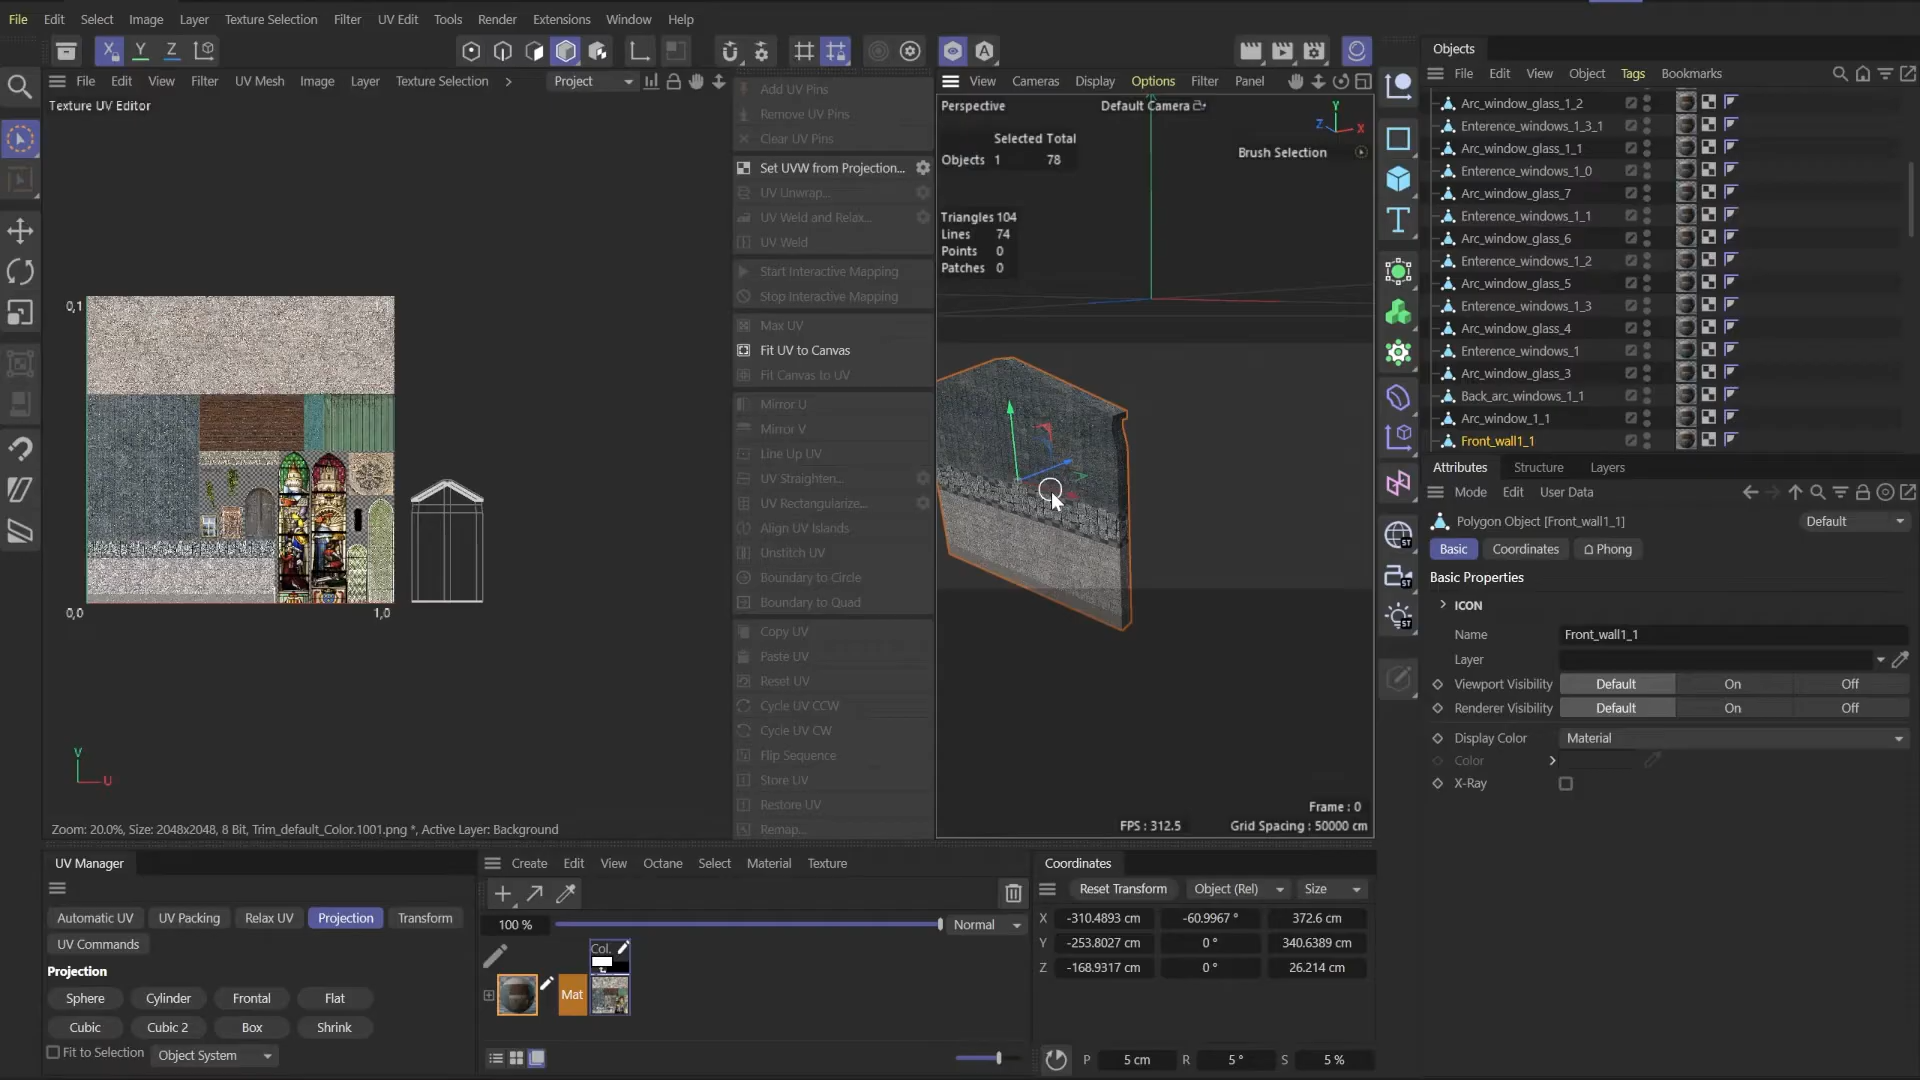 File Edit Select Image Layer Texture Selection Filter UV Edit Tools Render Extensions Window Help
X Y Z
File Edit View Filter UV Mesh Image Layer Texture Selection > Project
Texture UV Editor
0,1
0,0 1,0
V
U
Zoom: 20.0%, Size: 2048x2048, 8 Bit, Trim_default_Color.1001.png *, Active Layer: Background
Add UV Pins
Remove UV Pins
Clear UV Pins
Set UVW from Projection...
UV Unwrap...
UV Weld and Relax...
UV Weld
Start Interactive Mapping
Stop Interactive Mapping
Max UV
Fit UV to Canvas
Fit Canvas to UV
Mirror U
Mirror V
Line Up UV
UV Straighten...
UV Rectangularize...
Align UV Islands
Unstitch UV
Boundary to Circle
Boundary to Quad
Copy UV
Paste UV
Reset UV
Cycle UV CCW
Cycle UV CW
Flip Sequence
Store UV
Restore UV
Remap...
View Cameras Display Options Filter Panel
Perspective Default Camera
Y
Z X
Selected Total
Objects 1 78
Brush Selection
Triangles 104
Lines 74
Points 0
Patches 0
Frame : 0
FPS : 312.5 Grid Spacing : 50000 cm
T
ST
ST
ST
Objects
File Edit View Object Tags Bookmarks
Arc_window_glass_1_2
Enterence_windows_1_3_1
Arc_window_glass_1_1
Enterence_windows_1_0
Arc_window_glass_7
Enterence_windows_1_1
Arc_window_glass_6
Enterence_windows_1_2
Arc_window_glass_5
Enterence_windows_1_3
Arc_window_glass_4
Enterence_windows_1
Arc_window_glass_3
Back_arc_windows_1_1
Arc_window_1_1
Front_wall1_1
Attributes Structure Layers
Mode Edit User Data
Polygon Object [Front_wall1_1] Default
Basic Coordinates Phong
Basic Properties
> ICON
Name Front_wall1_1
Layer
Viewport Visibility Default On Off
Renderer Visibility Default On Off
Display Color Material
Color
X-Ray
UV Manager
Automatic UV UV Packing Relax UV Projection Transform
UV Commands
Projection
Sphere Cylinder Frontal Flat
Cubic Cubic 2 Box Shrink
Fit to Selection Object System
Create Edit View Octane Select Material Texture
100 % Normal
Col.
Mat
Coordinates
Reset Transform Object (Rel) Size
X -310.4893 cm -60.9967 ° 372.6 cm
Y -253.8027 cm 0 ° 340.6389 cm
Z -168.9317 cm 0 ° 26.214 cm
P 5 cm R 5 ° S 5 %